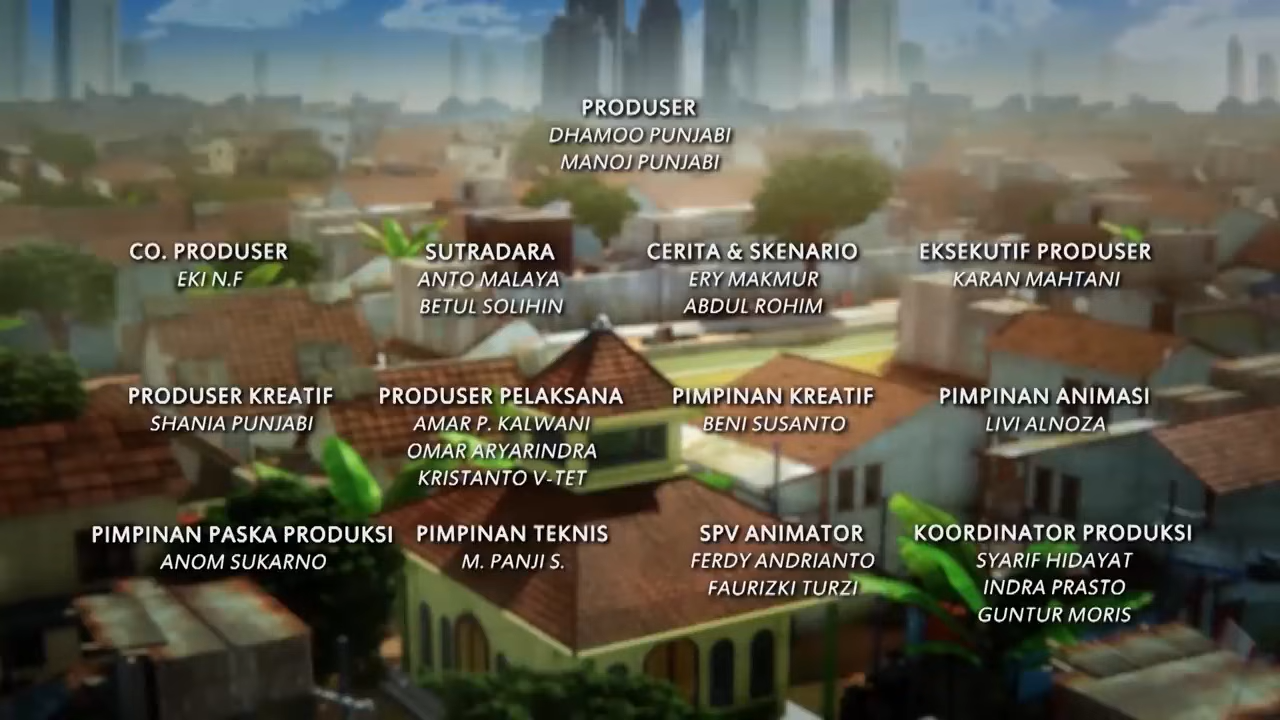 PRODUSER
DHAMOO PUNJABI
MANOJ PUNJABI
CO. PRODUSER
EKI N.F
SUTRADARA
ANTO MALAYA
BETUL SOLIHIN
CERITA & SKENARIO
ERY MAKMUR
ABDUL ROHIM
EKSEKUTIF PRODUSER
KARAN MAHTANI
PRODUSER KREATIF
SHANIA PUNJABI
PRODUSER PELAKSANA
AMAR P. KALWANI
OMAR ARYARINDRA
KRISTANTO V-TET
PIMPINAN KREATIF
BENI SUSANTO
PIMPINAN ANIMASI
LIVI ALNOZA
PIMPINAN PASKA PRODUKSI
ANOM SUKARNO
PIMPINAN TEKNIS
M. PANJI S.
SPV ANIMATOR
FERDY ANDRIANTO
FAURIZKI TURZI
KOORDINATOR PRODUKSI
SYARIF HIDAYAT
INDRA PRASTO
GUNTUR MORIS